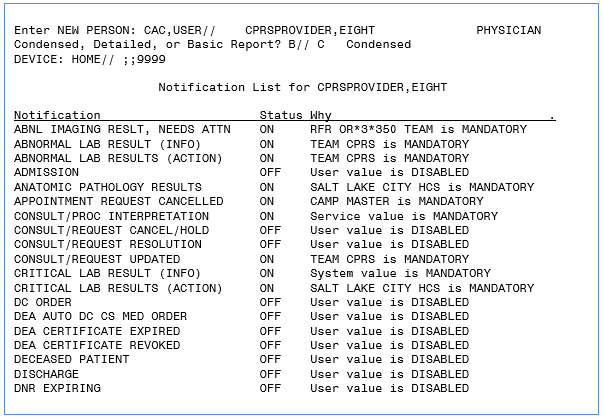 Enter NEW PERSON: CAC,USER//    CPRSPROVIDER,EIGHT              PHYSICIAN
Condensed, Detailed, or Basic Report? B// C   Condensed
DEVICE: HOME// ;;9999
Notification List for CPRSPROVIDER,EIGHT
Notification                      Status Why                              .
ABNL IMAGING RESLT, NEEDS ATTN    ON     RFR OR*3*350 TEAM is MANDATORY
ABNORMAL LAB RESULT (INFO)        ON     TEAM CPRS is MANDATORY
ABNORMAL LAB RESULTS (ACTION)     ON     TEAM CPRS is MANDATORY
ADMISSION                         OFF    User value is DISABLED
ANATOMIC PATHOLOGY RESULTS        ON     SALT LAKE CITY HCS is MANDATORY
APPOINTMENT REQUEST CANCELLED     ON     CAMP MASTER is MANDATORY
CONSULT/PROC INTERPRETATION       ON     Service value is MANDATORY
CONSULT/REQUEST CANCEL/HOLD       OFF    User value is DISABLED
CONSULT/REQUEST RESOLUTION        OFF    User value is DISABLED
CONSULT/REQUEST UPDATED           ON     TEAM CPRS is MANDATORY
CRITICAL LAB RESULT (INFO)        ON     System value is MANDATORY
CRITICAL LAB RESULTS (ACTION)     ON     SALT LAKE CITY HCS is MANDATORY
DC ORDER                          OFF    User value is DISABLED
DEA AUTO DC CS MED ORDER          OFF    User value is DISABLED
DEA CERTIFICATE EXPIRED           OFF    User value is DISABLED
DEA CERTIFICATE REVOKED           OFF    User value is DISABLED
DECEASED PATIENT                  OFF    User value is DISABLED
DISCHARGE                         OFF    User value is DISABLED
DNR EXPIRING                      OFF    User value is DISABLED